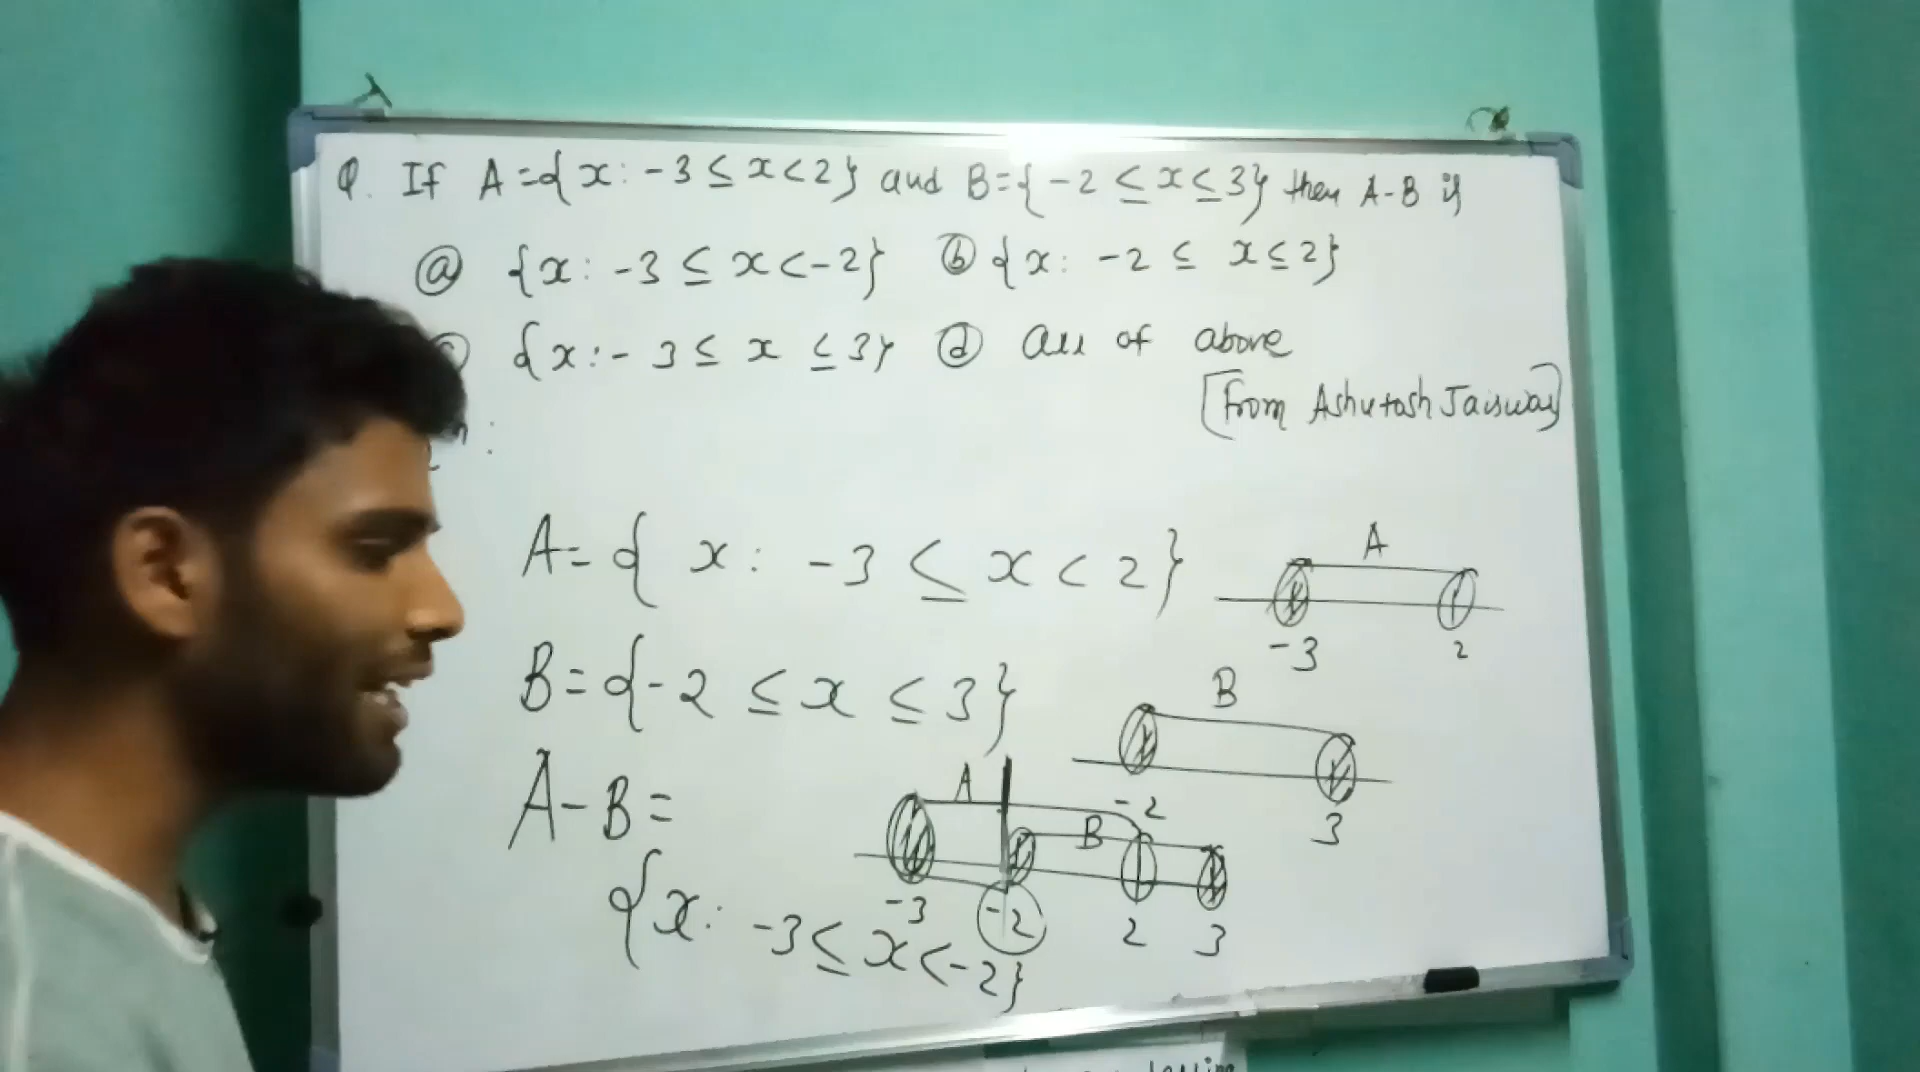 Q. If A={x: -3 ≤ x < 2} and B={-2 ≤ x ≤ 3} then A-B is
ⓐ {x: -3 ≤ x < -2} ⓑ {x: -2 ≤ x ≤ 2}
{x: -3 ≤ x ≤ 3} ⓓ all of above
[From Ashutosh Jaiswal]
A = { x: -3 ≤ x < 2}
A
-3 2
B = {-2 ≤ x ≤ 3}
B
-2 3
A-B =
A B
-3 -2 2 3
{x: -3 ≤ x < -2}